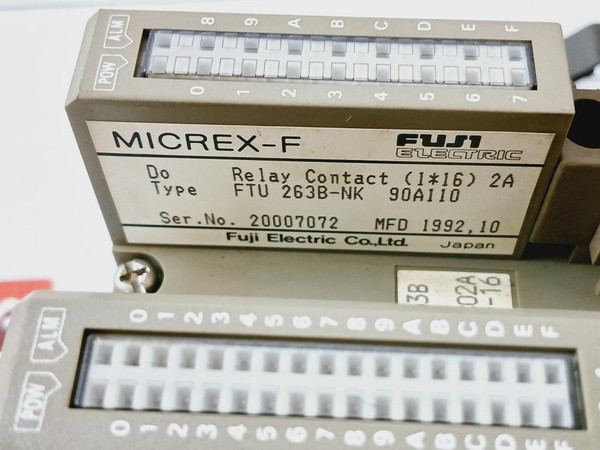 ALM
8 9 A B C D E F
POW
0 1 2 3 4 5 6 7
MICREX-F
FUJI ELECTRIC
Do Relay Contact (1*16) 2A
Type FTU 263B-NK 90A110
Ser.No. 20007072 MFD 1992,10
Fuji Electric Co.,Ltd. Japan
3B
02A
-16
ALM
0 1 2 3 4 5 6 7 8 9 A B C D E F
POW
0 1 2 3 4 5 6 7 8 9 A B C D E F